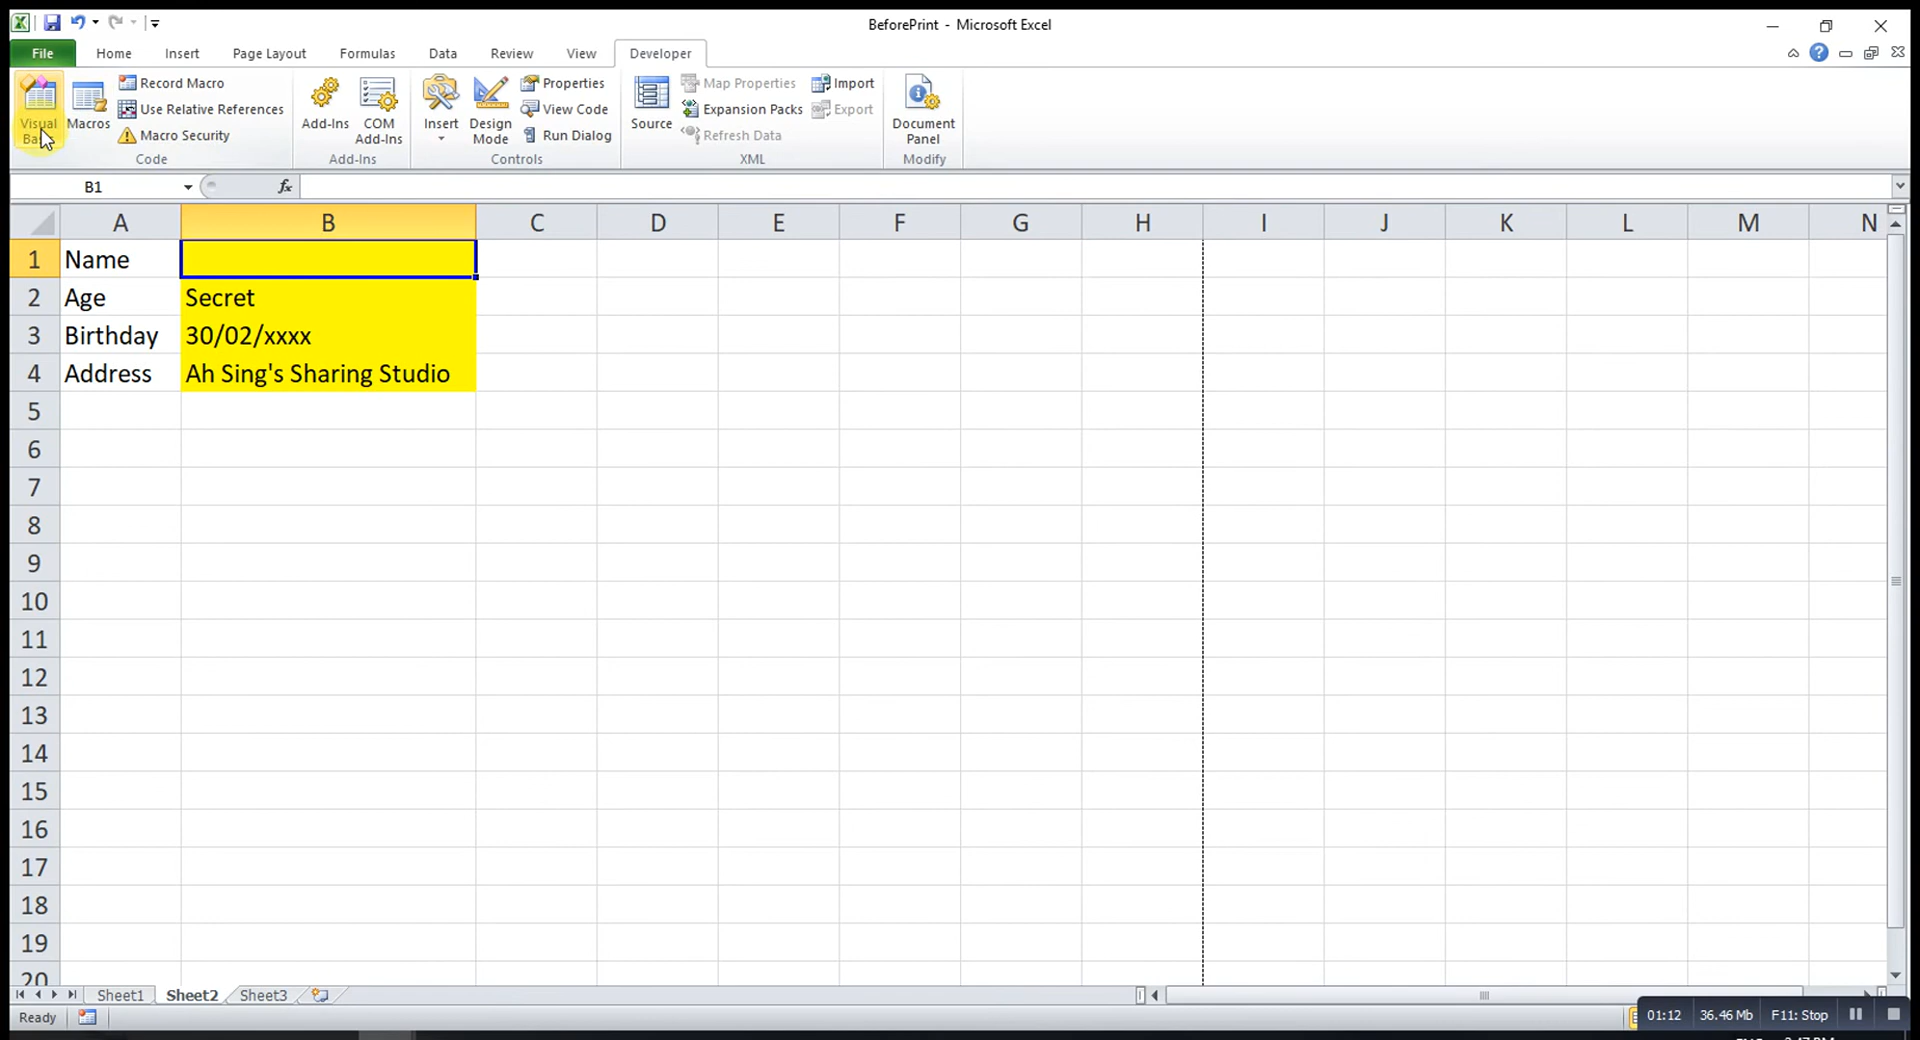 BeforePrint - Microsoft Excel
File Home Insert Page Layout Formulas Data Review View Developer
Visual
Macros
Record Macro
Use Relative References
Macro Security
Code
Add-Ins
COM
Add-Ins
Add-Ins
Insert
Design
Mode
Properties
View Code
Run Dialog
Controls
Source
Map Properties
Expansion Packs
Refresh Data
Import
Export
XML
Document
Panel
Modify
B1 fx
A B C D E F G H I J K L M N
1 Name
2 Age Secret
3 Birthday 30/02/xxxx
4 Address Ah Sing's Sharing Studio
5
6
7
8
9
10
11
12
13
14
15
16
17
18
19
20
Sheet1 Sheet2 Sheet3
Ready
01:12 36.46 Mb F11: Stop